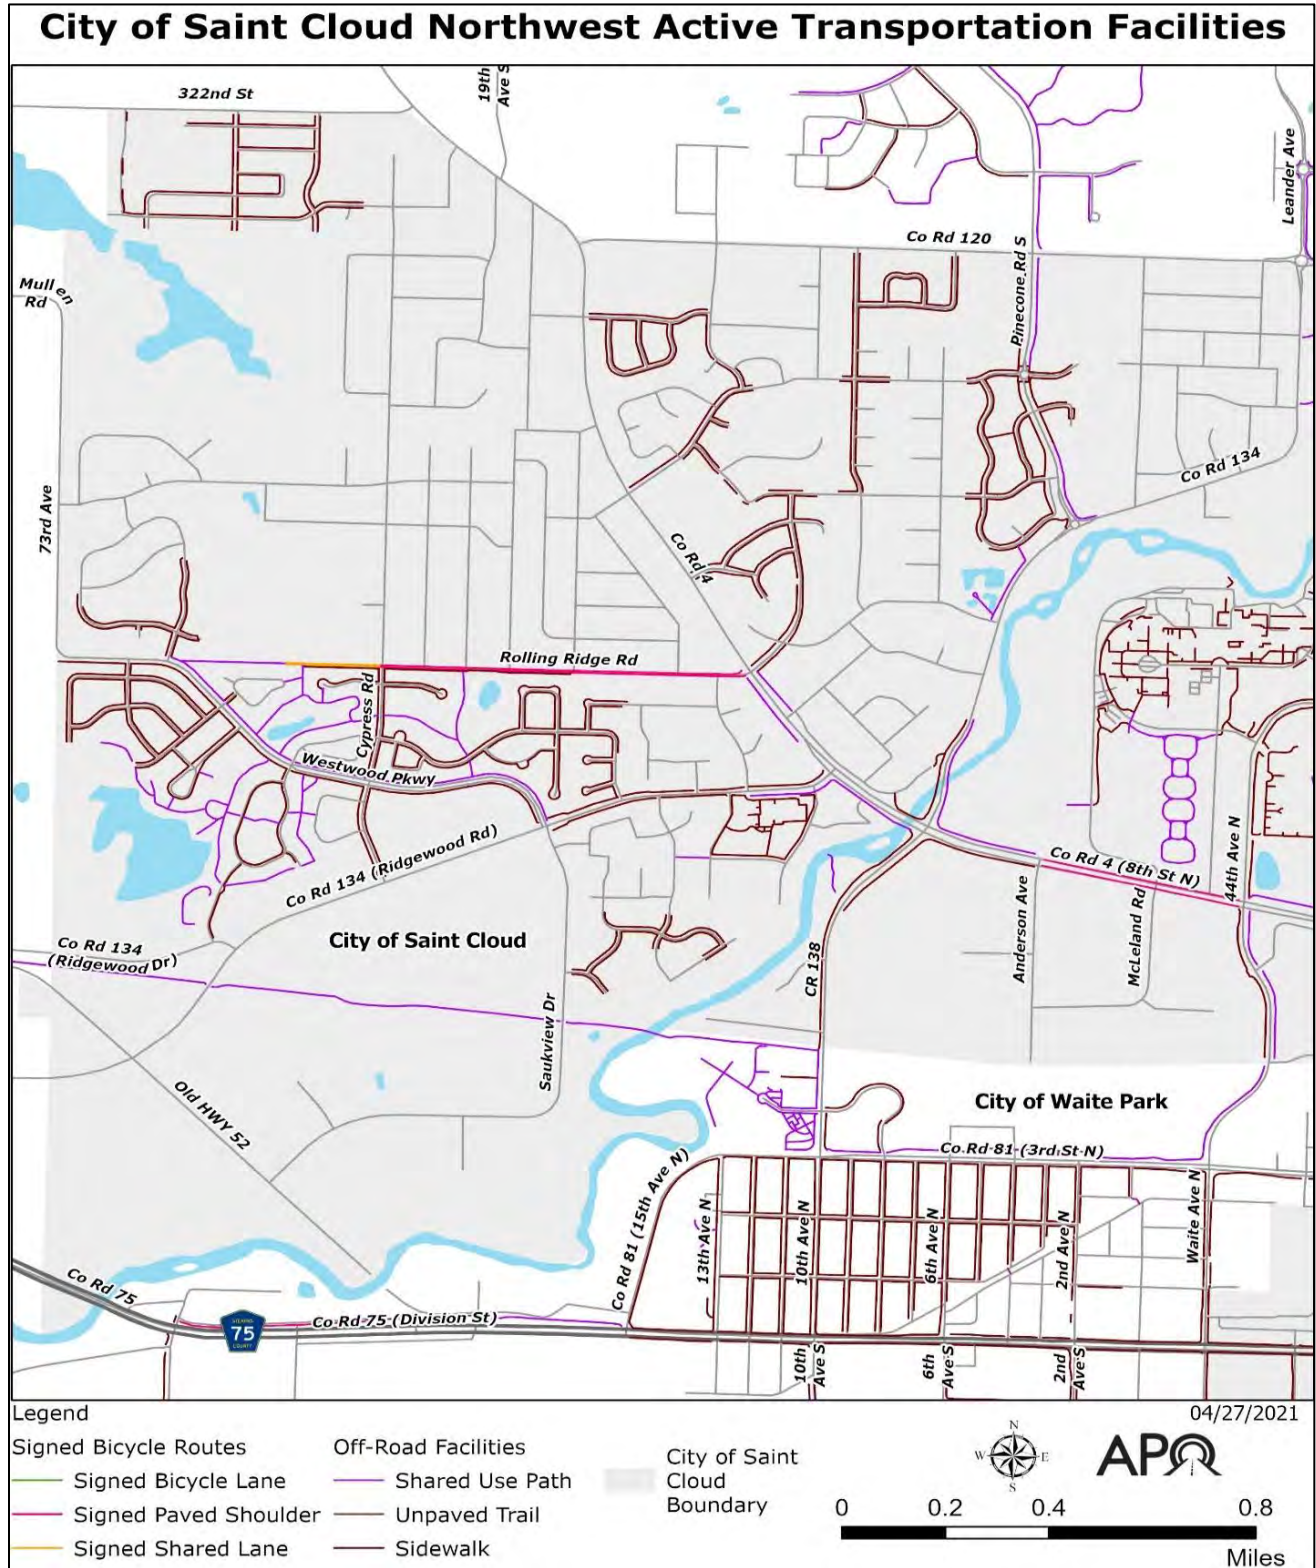 City of Saint Cloud Northwest Active Transportation Facilities
322nd St
19th
Ave S
Leander Ave
Co Rd 120
Pinecone Rd S
Mullen
Rd
73rd Ave
Co Rd 134
Co Rd 4
Rolling Ridge Rd
Cypress Rd
Westwood Pkwy
Co Rd 134 (Ridgewood Rd)
Co Rd 4 (8th St N)
44th Ave N
Anderson Ave
McLeland Rd
Co Rd 134
(Ridgewood Dr)
City of Saint Cloud
CR 138
Saukview Dr
Old HWY 52
City of Waite Park
Co Rd 81 (3rd St N)
Co Rd 81 (15th Ave N)
13th Ave N
10th Ave N
6th Ave N
2nd Ave N
Waite Ave N
Co Rd 75
75
COUNTY
Co Rd 75 (Division St)
10th
Ave S
6th
Ave S
2nd
Ave S
Legend
04/27/2021
Signed Bicycle Routes
Signed Bicycle Lane
Signed Paved Shoulder
Signed Shared Lane
Off-Road Facilities
Shared Use Path
Unpaved Trail
Sidewalk
City of Saint
Cloud
Boundary
N
W
E
S
APO
0
0.2
0.4
0.8
Miles